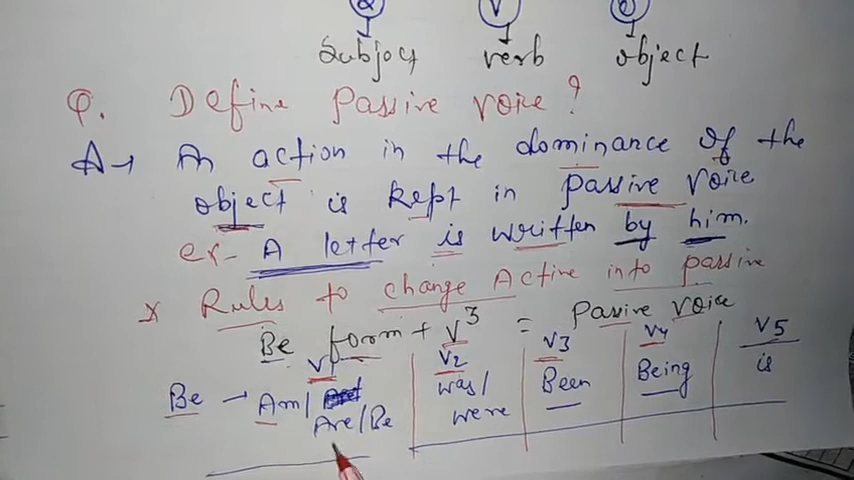 V
Subject verb object
Q. Define Passive voice?
A→ An action in the dominance of the
object is kept in passive voice
ex- A letter is written by him.
x Rules to change Active into passive
Be form + V³ = Passive voice
V V2 V3 V4 V5
Be → Am/ was/ Been Being is
Are/Be were